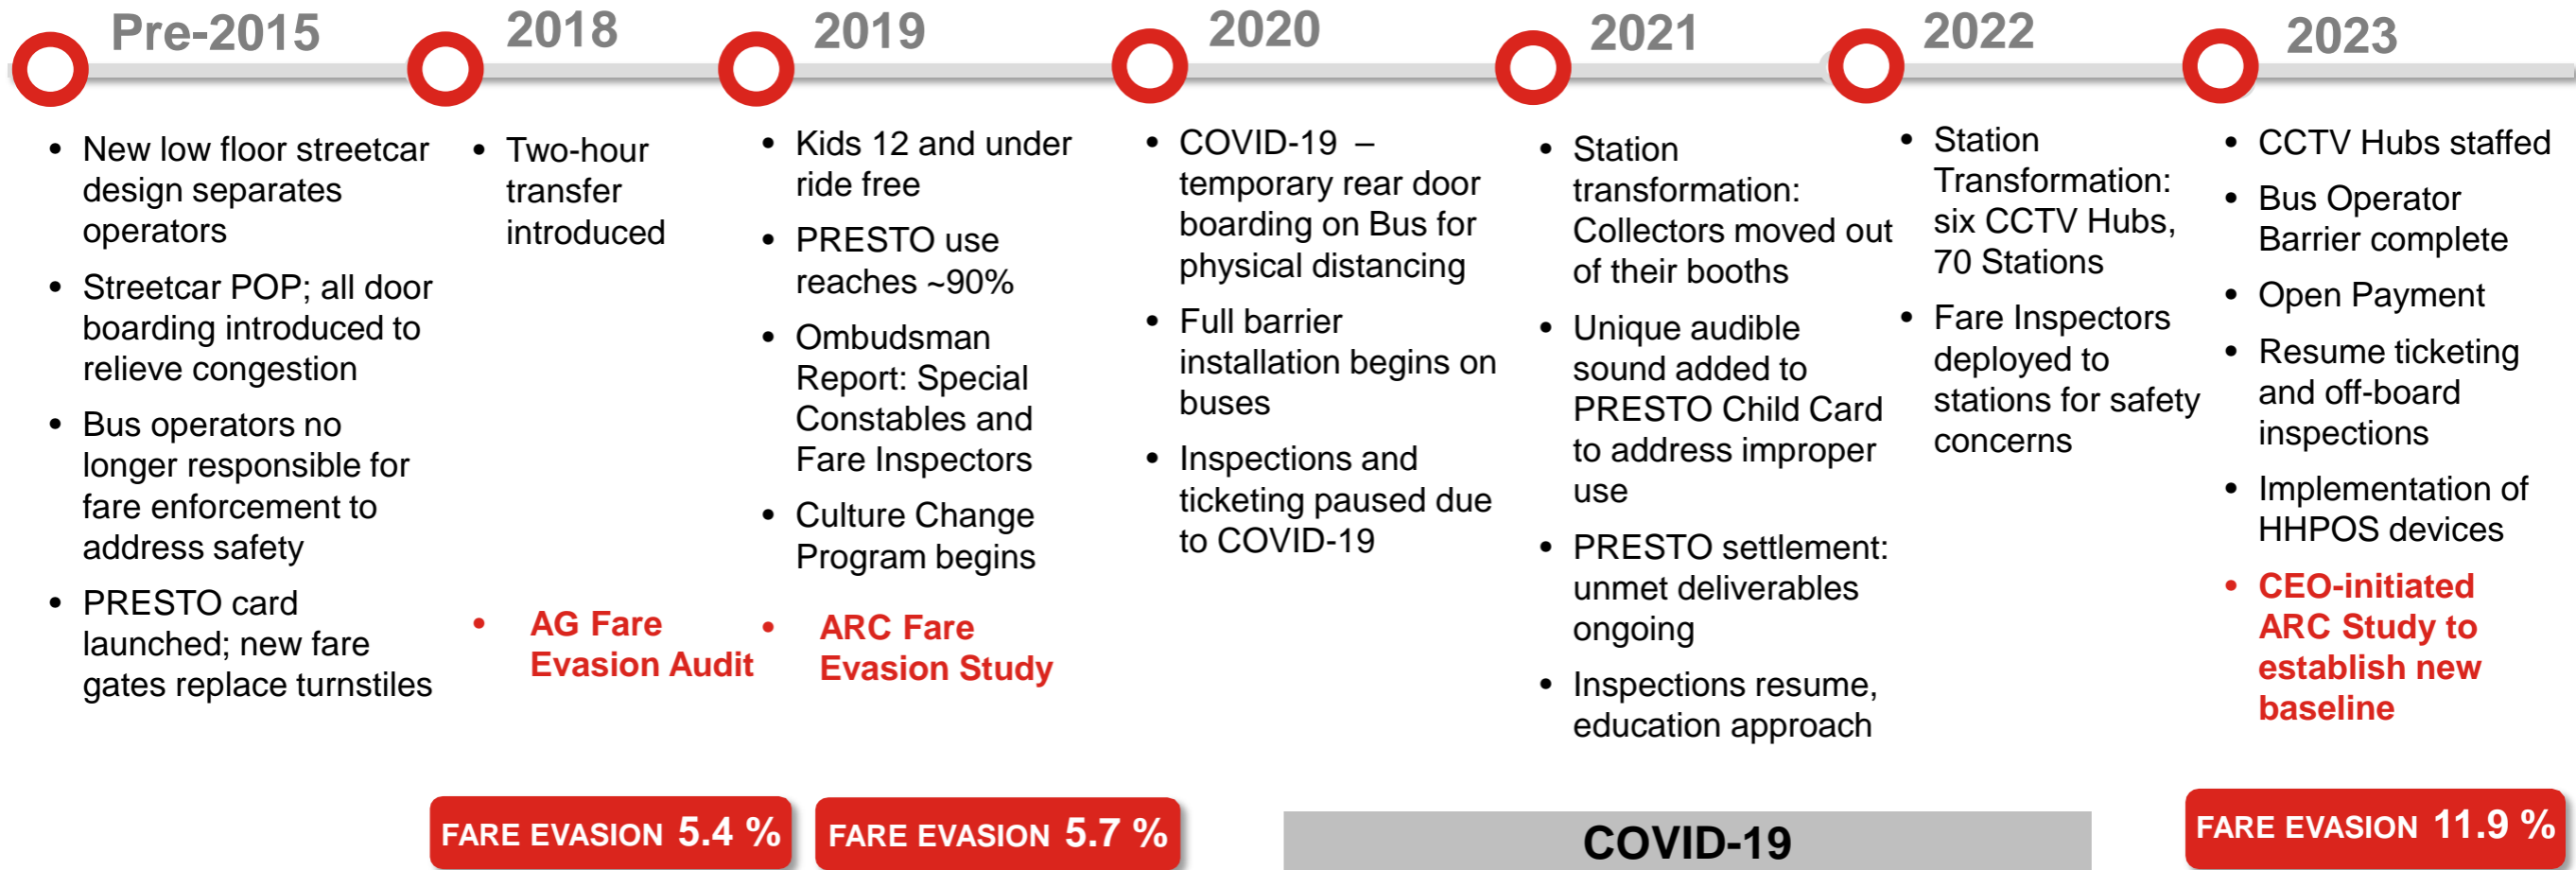 Pre-2015
• New low floor streetcar
design separates
operators
• Streetcar POP; all door
boarding introduced to
relieve congestion
• Bus operators no
longer responsible for
fare enforcement to
address safety
• PRESTO card
launched; new fare
gates replace turnstiles
2018
• Two-hour
transfer
introduced
• AG Fare
Evasion Audit
FARE EVASION 5.4 %
2019
• Kids 12 and under
ride free
• PRESTO use
reaches ~90%
• Ombudsman
Report: Special
Constables and
Fare Inspectors
• Culture Change
Program begins
• ARC Fare
Evasion Study
FARE EVASION 5.7 %
2020
• COVID-19 –
temporary rear door
boarding on Bus for
physical distancing
• Full barrier
installation begins on
buses
• Inspections and
ticketing paused due
to COVID-19
2021
• Station
transformation:
Collectors moved out
of their booths
• Unique audible
sound added to
PRESTO Child Card
to address improper
use
• PRESTO settlement:
unmet deliverables
ongoing
• Inspections resume,
education approach
2022
• Station
Transformation:
six CCTV Hubs,
70 Stations
• Fare Inspectors
deployed to
stations for safety
concerns
COVID-19
2023
• CCTV Hubs staffed
• Bus Operator
Barrier complete
• Open Payment
• Resume ticketing
and off-board
inspections
• Implementation of
HHPOS devices
• CEO-initiated
ARC Study to
establish new
baseline
FARE EVASION 11.9 %